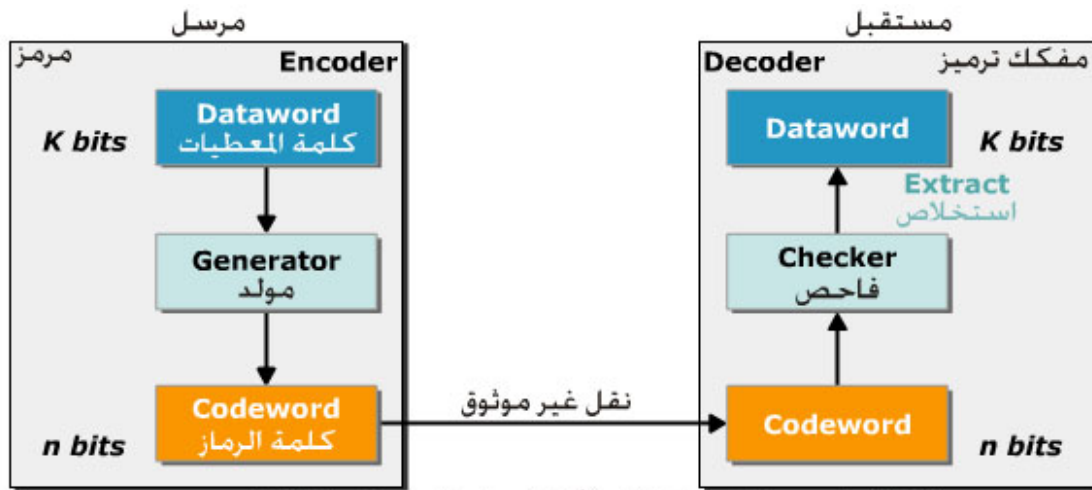 مرسل
مرمز
Encoder
Dataword
كلمة المعطيات
K bits
Generator
مولد
Codeword
كلمة الرماز
n bits
نقل غير موثوق
مستقبل
Decoder
مفكك ترميز
Dataword
K bits
Extract
استخلاص
Checker
فاحص
Codeword
n bits